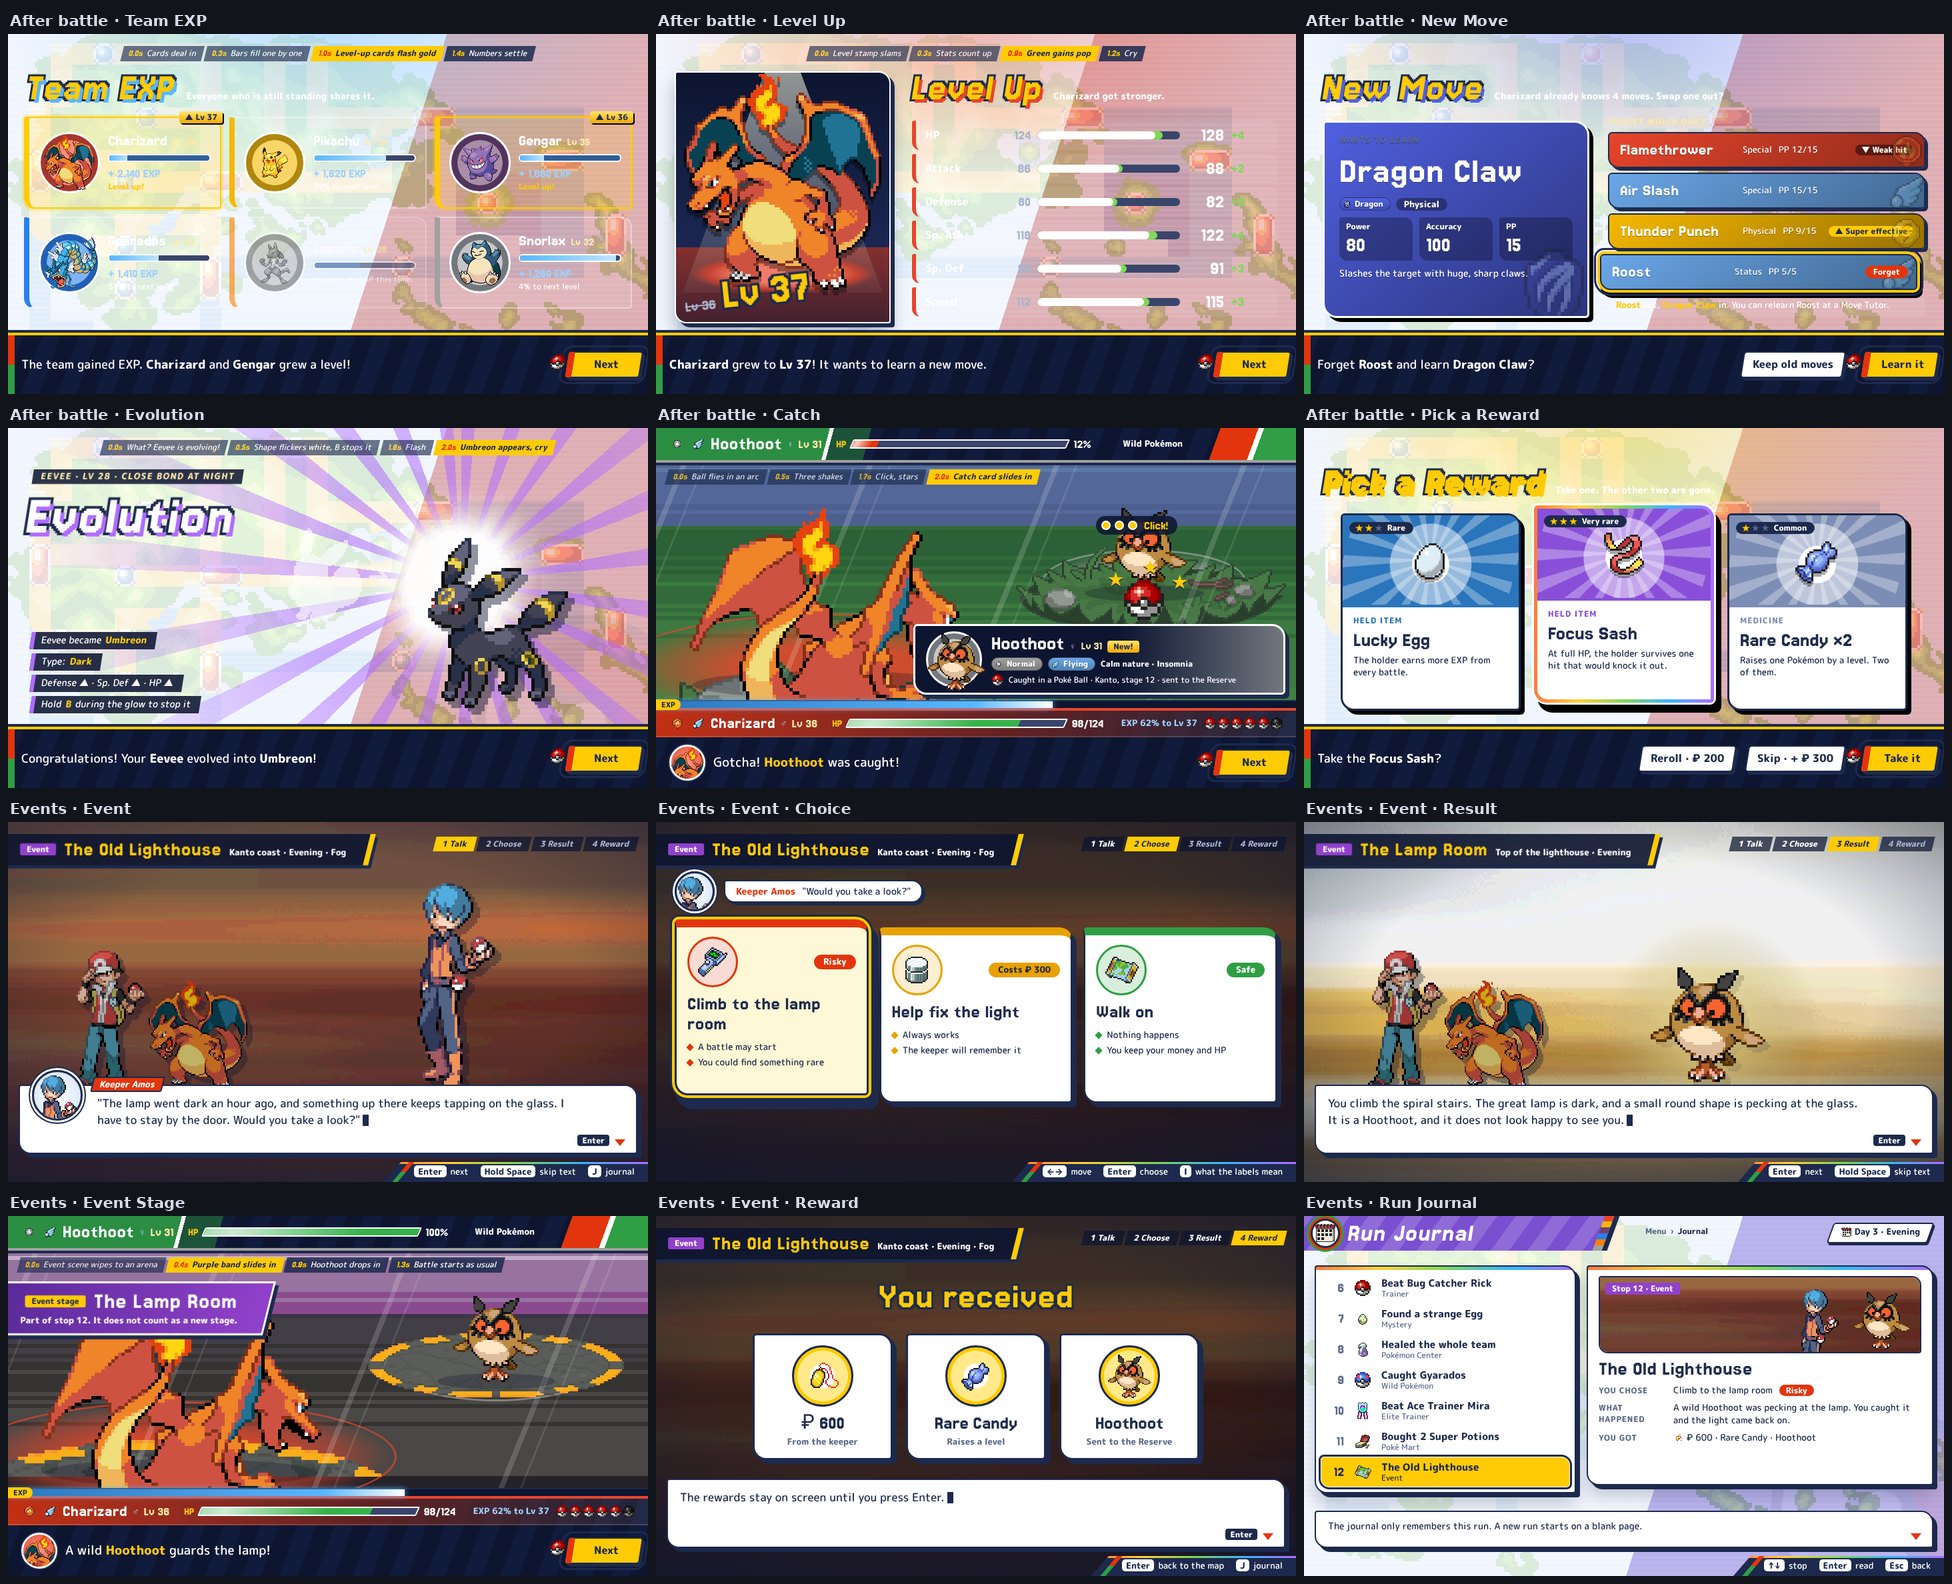 After battle · Team EXP
0.0s Cards deal in
0.3s Bars fill one by one
1.0s Level-up cards flash gold
1.4s Numbers settle
Team EXP
Everyone who is still standing shares it.
▲ Lv 37
Charizard
+ 2,140 EXP
Level up!
Pikachu
+ 1,820 EXP
▲ Lv 36
Gengar Lv 35
+ 1,880 EXP
Level up!
Gyarados
+ 1,410 EXP
Snorlax Lv 32
+ 1,260 EXP
4% to next level
The team gained EXP. Charizard and Gengar grew a level!
Next
After battle · Level Up
0.0s Level stamp slams
0.3s Stats count up
0.8s Green gains pop
1.2s Cry
Lv 36
Lv 37
Level Up
Charizard got stronger.
HP 124 128 +4
Attack 86 88 +2
Defense 80 82
Sp. Atk 118 122
Sp. Def 91 +3
Speed 112 115 +3
Charizard grew to Lv 37! It wants to learn a new move.
Next
After battle · New Move
New Move
Charizard already knows 4 moves. Swap one out?
WANTS TO LEARN
Dragon Claw
Dragon
Physical
Power
80
Accuracy
100
PP
15
Slashes the target with huge, sharp claws.
Flamethrower Special PP 12/15 ▼ Weak hit
Air Slash Special PP 15/15
Thunder Punch Physical PP 9/15 ▲ Super effective
Roost Status PP 5/5 Forget
Roost Dragon Claw in. You can relearn Roost at a Move Tutor.
Forget Roost and learn Dragon Claw?
Keep old moves
Learn it
After battle · Evolution
0.0s What? Eevee is evolving!
0.5s Shape flickers white, B stops it
1.6s Flash
2.0s Umbreon appears, cry
EEVEE · LV 28 · CLOSE BOND AT NIGHT
Evolution
Eevee became Umbreon
Type: Dark
Defense ▲ · Sp. Def ▲ · HP ▲
Hold B during the glow to stop it
Congratulations! Your Eevee evolved into Umbreon!
Next
After battle · Catch
Hoothoot ♀ Lv 31 HP 12% Wild Pokémon
0.0s Ball flies in an arc
0.5s Three shakes
1.7s Click, stars
2.0s Catch card slides in
Click!
Hoothoot ♀ Lv 31 New!
Normal
Flying
Calm nature · Insomnia
Caught in a Poké Ball · Kanto, stage 12 · sent to the Reserve
EXP
Charizard ♂ Lv 36 HP 98/124 EXP 62% to Lv 37
Gotcha! Hoothoot was caught!
Next
After battle · Pick a Reward
Pick a Reward
Take one. The other two are gone.
★★★ Rare
HELD ITEM
Lucky Egg
The holder earns more EXP from
every battle.
★★★ Very rare
HELD ITEM
Focus Sash
At full HP, the holder survives one
hit that would knock it out.
★★★ Common
MEDICINE
Rare Candy ×2
Raises one Pokémon by a level. Two
of them.
Take the Focus Sash?
Reroll · ₽ 200
Skip · + ₽ 300
Take it
Events · Event
Event The Old Lighthouse Kanto coast · Evening · Fog
1 Talk
2 Choose
3 Result
4 Reward
Keeper Amos
"The lamp went dark an hour ago, and something up there keeps tapping on the glass. I
have to stay by the door. Would you take a look?"
Enter
Enter next Hold Space skip text J journal
Events · Event · Choice
Event The Old Lighthouse Kanto coast · Evening · Fog
1 Talk
2 Choose
3 Result
4 Reward
Keeper Amos "Would you take a look?"
Risky
Climb to the lamp
room
A battle may start
You could find something rare
Costs ₽ 300
Help fix the light
Always works
The keeper will remember it
Safe
Walk on
Nothing happens
You keep your money and HP
←→ move Enter choose I what the labels mean
Events · Event · Result
Event The Lamp Room Top of the lighthouse · Evening
1 Talk
2 Choose
3 Result
4 Reward
You climb the spiral stairs. The great lamp is dark, and a small round shape is pecking at the glass.
It is a Hoothoot, and it does not look happy to see you.
Enter
Enter next Hold Space skip text
Events · Event Stage
Hoothoot ♀ Lv 31 HP 100% Wild Pokémon
0.0s Event scene wipes to an arena
0.4s Purple band slides in
0.9s Hoothoot drops in
1.3s Battle starts as usual
Event stage The Lamp Room
Part of stop 12. It does not count as a new stage.
EXP
Charizard ♂ Lv 36 HP 98/124 EXP 62% to Lv 37
A wild Hoothoot guards the lamp!
Next
Events · Event · Reward
Event The Old Lighthouse Kanto coast · Evening · Fog
1 Talk
2 Choose
3 Result
4 Reward
You received
₽ 600
From the keeper
Rare Candy
Raises a level
Hoothoot
Sent to the Reserve
The rewards stay on screen until you press Enter.
Enter
Enter back to the map J journal
Events · Run Journal
Run Journal
Menu › Journal
Day 3 · Evening
6 Beat Bug Catcher Rick
Trainer
7 Found a strange Egg
Mystery
8 Healed the whole team
Pokémon Center
9 Caught Gyarados
Wild Pokémon
10 Beat Ace Trainer Mira
Elite Trainer
11 Bought 2 Super Potions
Poké Mart
12 The Old Lighthouse
Event
Stop 12 · Event
The Old Lighthouse
YOU CHOSE Climb to the lamp room Risky
WHAT HAPPENED A wild Hoothoot was pecking at the lamp. You caught it
and the light came back on.
YOU GOT ₽ 600 · Rare Candy · Hoothoot
The journal only remembers this run. A new run starts on a blank page.
↑↓ stop Enter read Esc back